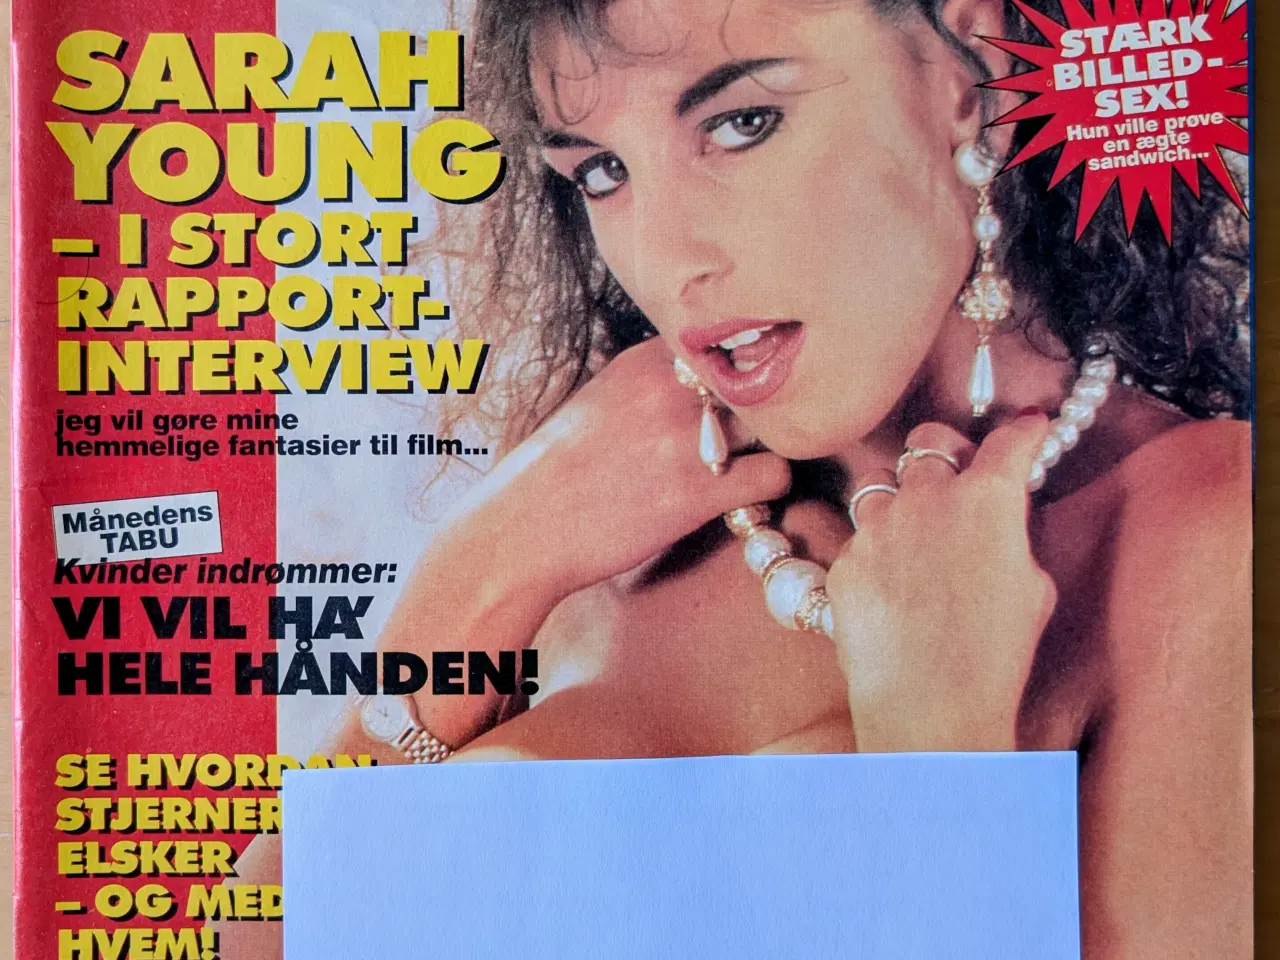 SARAH
YOUNG
– I STORT
RAPPORT-
INTERVIEW
jeg vil gøre mine
hemmelige fantasier til film...
Månedens
TABU
Kvinder indrømmer:
VI VIL HA'
HELE HÅNDEN!
SE HVORDAN
STJERNER
ELSKER
– OG MED
HVEM!
STÆRK
BILLED-
SEX!
Hun ville prøve
en ægte
sandwich...